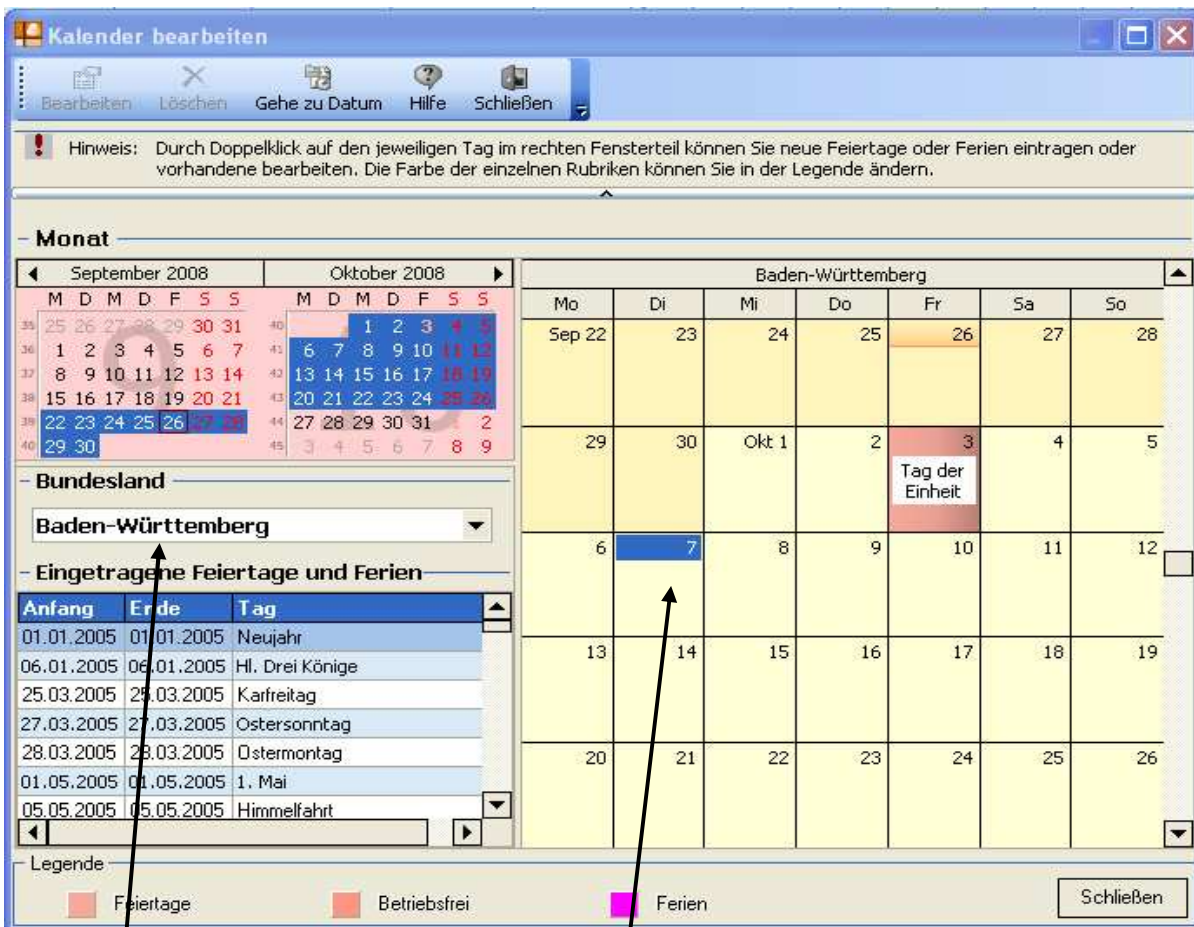 Kalender bearbeiten
Bearbeiten Löschen Gehe zu Datum Hilfe Schließen
Hinweis: Durch Doppelklick auf den jeweiligen Tag im rechten Fensterteil können Sie neue Feiertage oder Ferien eintragen oder
vorhandene bearbeiten. Die Farbe der einzelnen Rubriken können Sie in der Legende ändern.
Monat
September 2008
M D M D F S S
35 25 26 27 28 29 30 31
36 1 2 3 4 5 6 7
37 8 9 10 11 12 13 14
38 15 16 17 18 19 20 21
39 22 23 24 25 26 27 28
40 29 30
Oktober 2008
M D M D F S S
40 1 2 3 4 5
41 6 7 8 9 10 11 12
42 13 14 15 16 17 18 19
43 20 21 22 23 24 25 26
44 27 28 29 30 31 2
45 3 4 5 6 7 8 9
Bundesland
Baden-Württemberg
Eingetragene Feiertage und Ferien
Anfang Ende Tag
01.01.2005 01.01.2005 Neujahr
06.01.2005 06.01.2005 Hl. Drei Könige
25.03.2005 25.03.2005 Karfreitag
27.03.2005 27.03.2005 Ostersonntag
28.03.2005 28.03.2005 Ostermontag
01.05.2005 01.05.2005 1. Mai
05.05.2005 05.05.2005 Himmelfahrt
Baden-Württemberg
Mo Di Mi Do Fr Sa So
Sep 22 23 24 25 26 27 28
29 30 Okt 1 2 3 4 5
Tag der
Einheit
6 7 8 9 10 11 12
13 14 15 16 17 18 19
20 21 22 23 24 25 26
Legende
Feiertage Betriebsfrei Ferien
Schließen